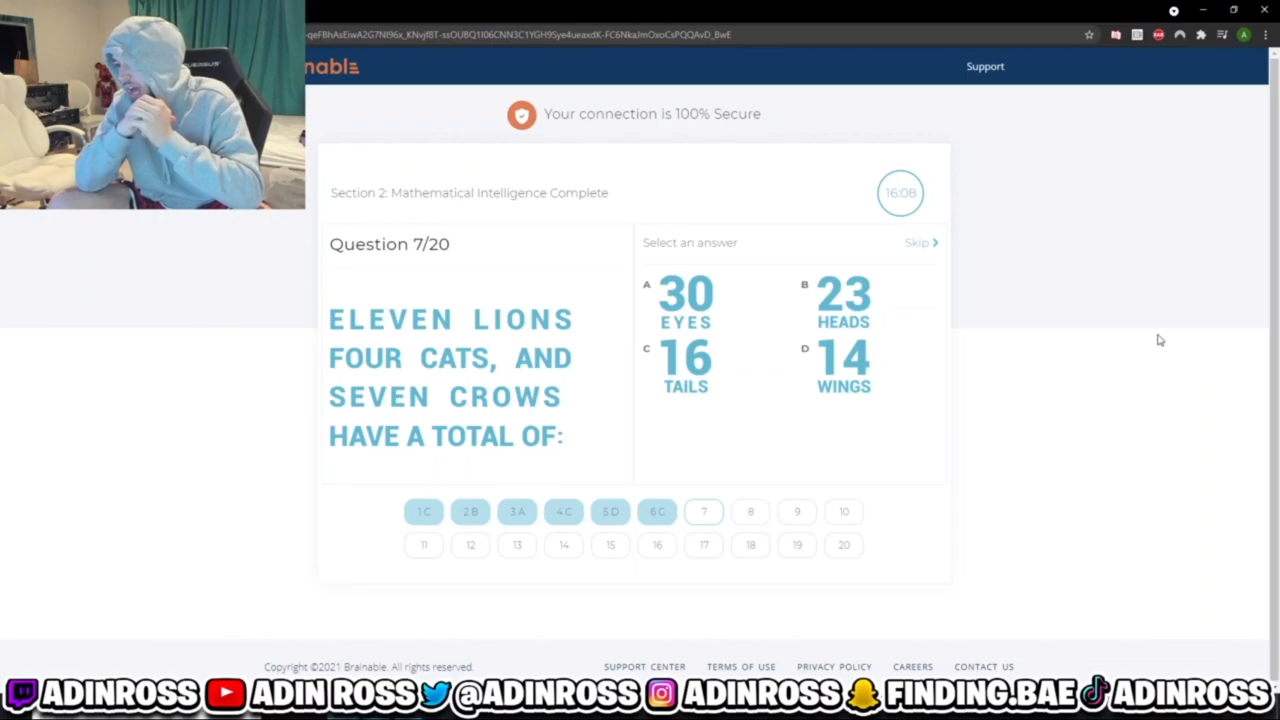 -qeFBhAsEiwA2G7NI96x_KNvjf8T-ssOUBQ1I06CNN3C1YGH9Sye4ueaxdK-FC6NkaJmOxoCsPQQAvD_BwE
nable
Support
Your connection is 100% Secure
Section 2: Mathematical Intelligence Complete
16:08
Question 7/20
Select an answer
Skip
ELEVEN LIONS
FOUR CATS, AND
SEVEN CROWS
HAVE A TOTAL OF:
A 30 EYES
B 23 HEADS
C 16 TAILS
D 14 WINGS
1 C 2 B 3 A 4 C 5 D 6 C 7 8 9 10
11 12 13 14 15 16 17 18 19 20
Copyright ©2021 Brainable. All rights reserved.
SUPPORT CENTER TERMS OF USE PRIVACY POLICY CAREERS CONTACT US
ADINROSS ADIN ROSS @ADINROSS ADINROSS FINDING.BAE ADINROSS